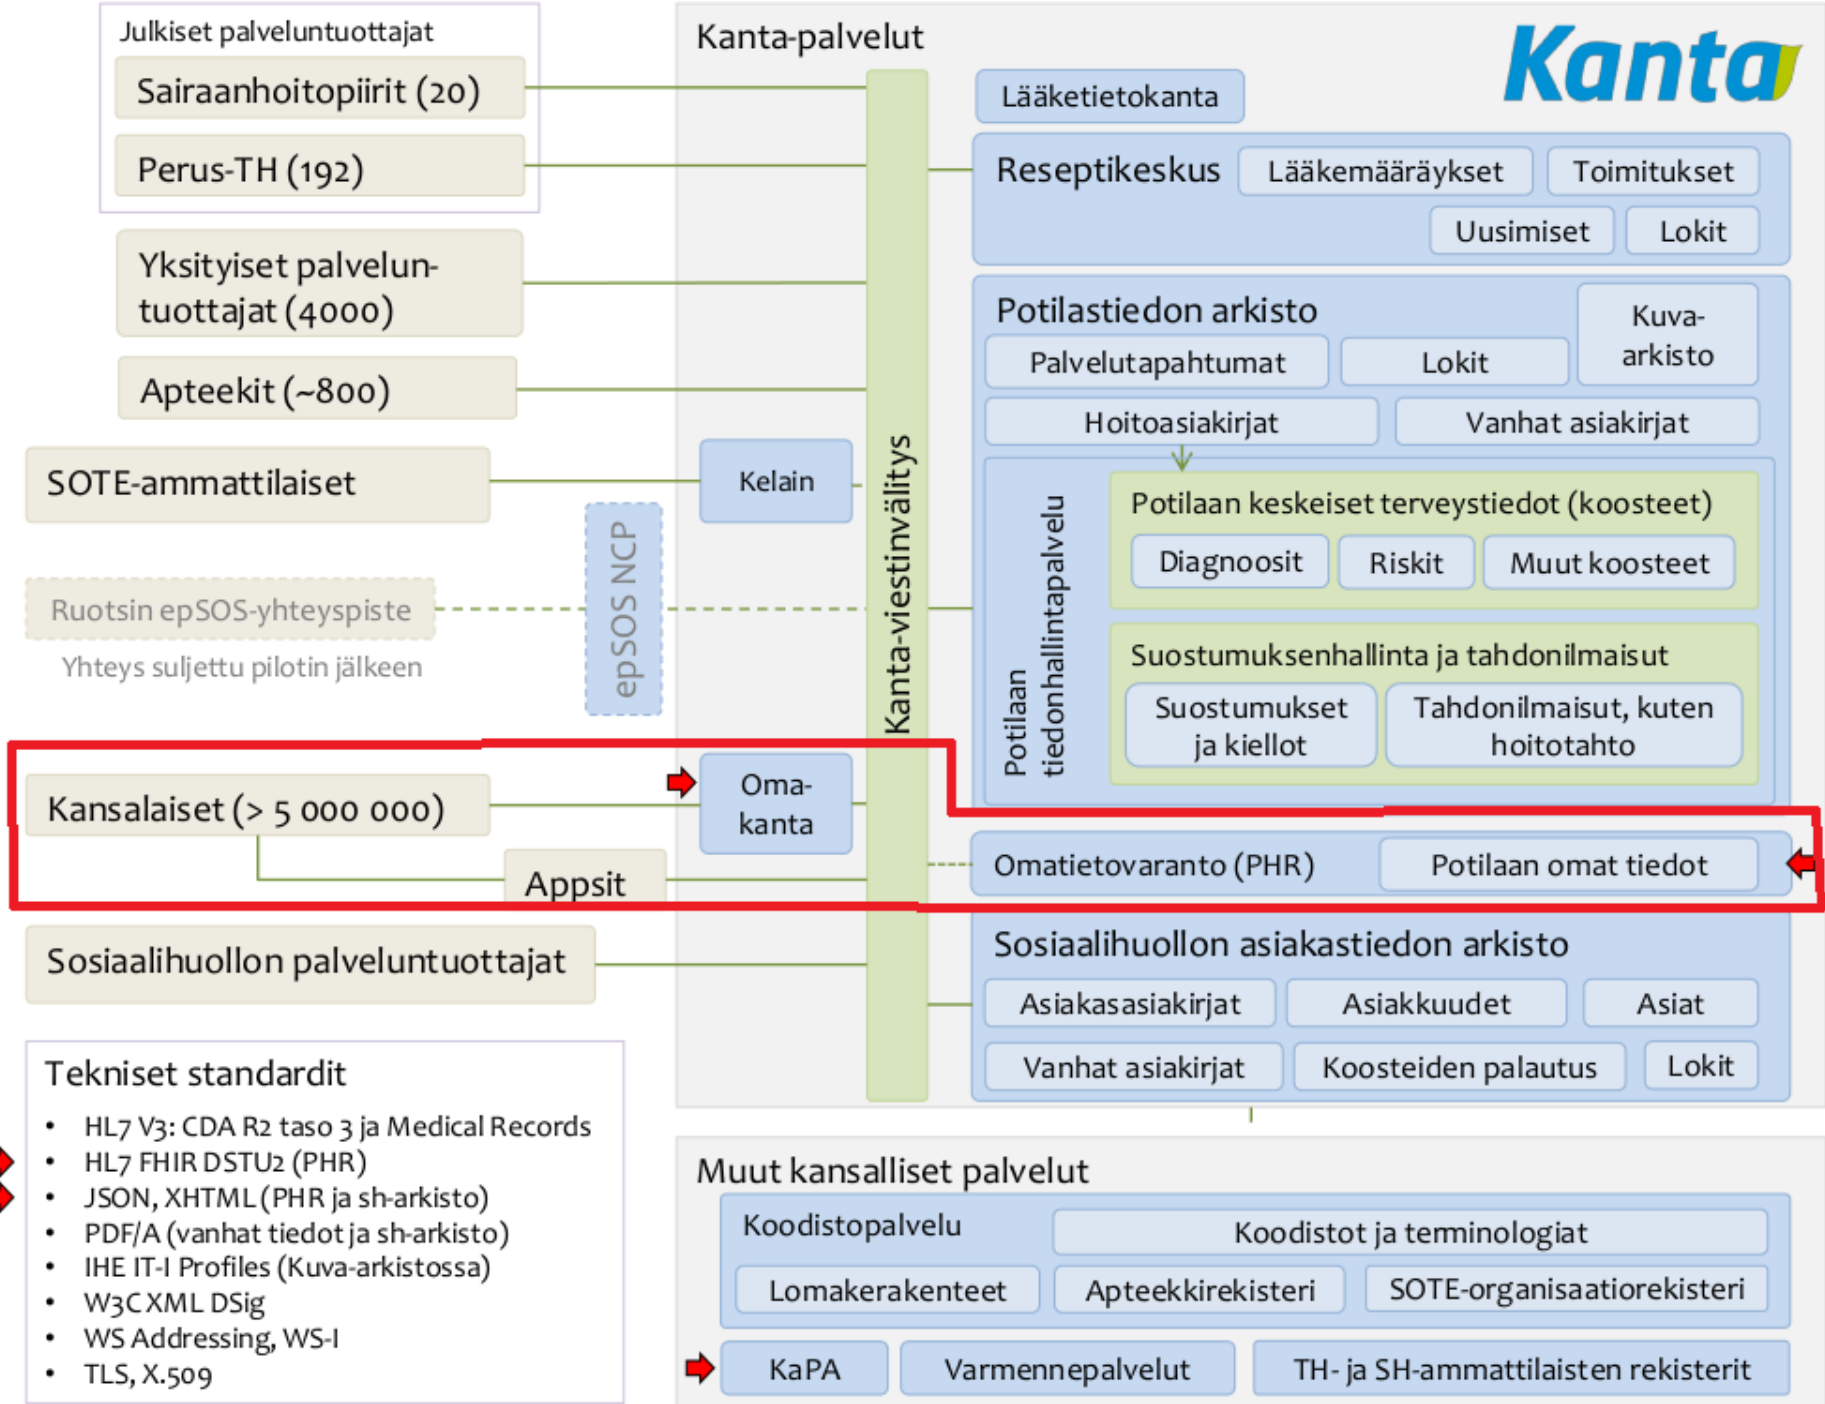 Julkiset palveluntuottajat
Sairaanhoitopiirit (20)
Perus-TH (192)
Yksityiset palvelun-
tuottajat (4000)
Apteekit (~800)
SOTE-ammattilaiset
Ruotsin epSOS-yhteyspiste
Yhteys suljettu pilotin jälkeen
Kansalaiset (> 5 000 000)
Appsit
Sosiaalihuollon palveluntuottajat
Tekniset standardit
• HL7 V3: CDA R2 taso 3 ja Medical Records
• HL7 FHIR DSTU2 (PHR)
• JSON, XHTML (PHR ja sh-arkisto)
• PDF/A (vanhat tiedot ja sh-arkisto)
• IHE IT-I Profiles (Kuva-arkistossa)
• W3C XML DSig
• WS Addressing, WS-I
• TLS, X.509
Kanta-palvelut
Kanta
Kelain
epSOS NCP
Oma-
kanta
Kanta-viestinvälitys
Lääketietokanta
Reseptikeskus
Lääkemääräykset
Toimitukset
Uusimiset
Lokit
Potilastiedon arkisto
Kuva-
arkisto
Palvelutapahtumat
Lokit
Hoitoasiakirjat
Vanhat asiakirjat
Potilaan
tiedonhallintapalvelu
Potilaan keskeiset terveystiedot (koosteet)
Diagnoosit
Riskit
Muut koosteet
Suostumuksenhallinta ja tahdonilmaisut
Suostumukset
ja kiellot
Tahdonilmaisut, kuten
hoitotahto
Omatietovaranto (PHR)
Potilaan omat tiedot
Sosiaalihuollon asiakastiedon arkisto
Asiakasasiakirjat
Asiakkuudet
Asiat
Vanhat asiakirjat
Koosteiden palautus
Lokit
Muut kansalliset palvelut
Koodistopalvelu
Koodistot ja terminologiat
Lomakerakenteet
Apteekkirekisteri
SOTE-organisaatiorekisteri
KaPA
Varmennepalvelut
TH- ja SH-ammattilaisten rekisterit